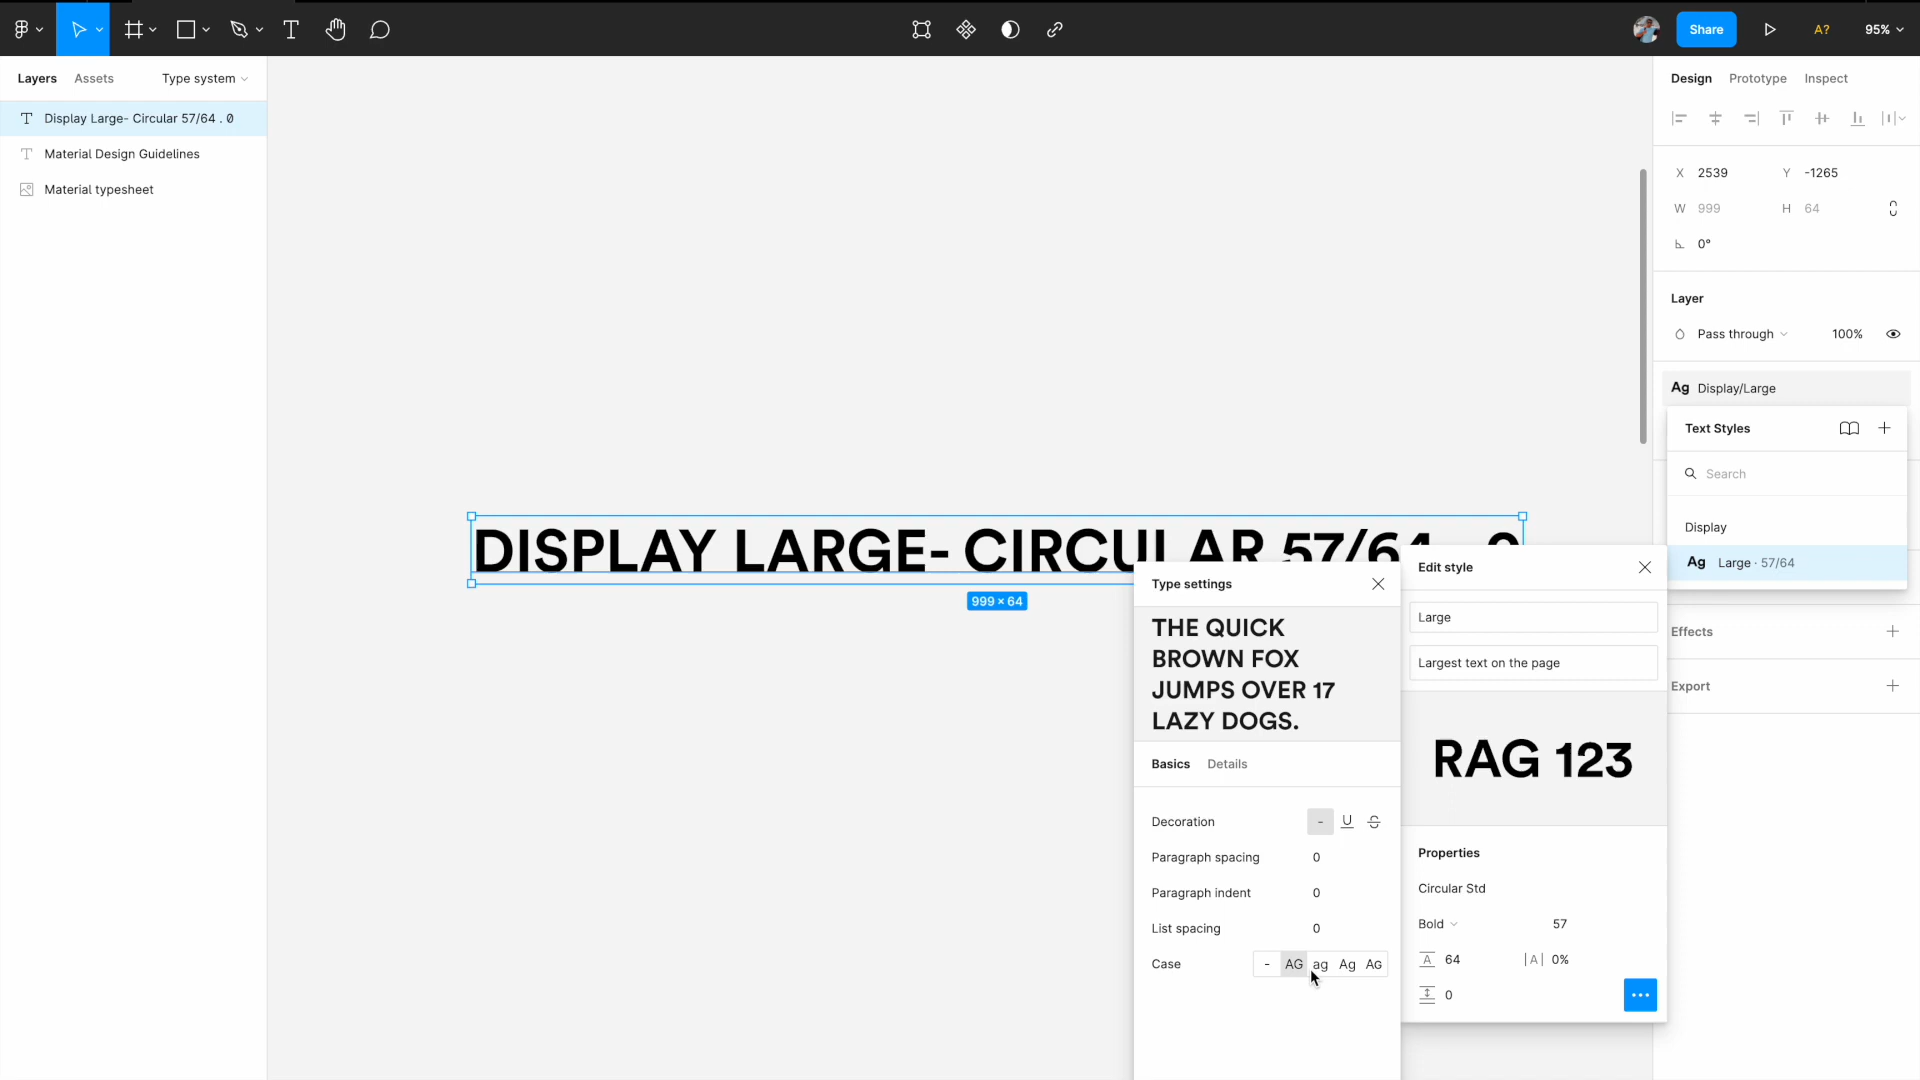 Share
A?
95%
Layers
Assets
Type system
Display Large- Circular 57/64 . 0
Material Design Guidelines
Material typesheet
DISPLAY LARGE- CIRCULAR 57/64 . 0
999 × 64
Design
Prototype
Inspect
X 2539
Y -1265
W 999
H 64
0°
Layer
Pass through
100%
Ag Display/Large
Text Styles
Search
Display
Ag Large · 57/64
Effects
Export
Type settings
THE QUICK
BROWN FOX
JUMPS OVER 17
LAZY DOGS.
Basics
Details
Decoration
- U S
Paragraph spacing 0
Paragraph indent 0
List spacing 0
Case - AG ag Ag AG
Edit style
Large
Largest text on the page
RAG 123
Properties
Circular Std
Bold 57
A 64
|A| 0%
0